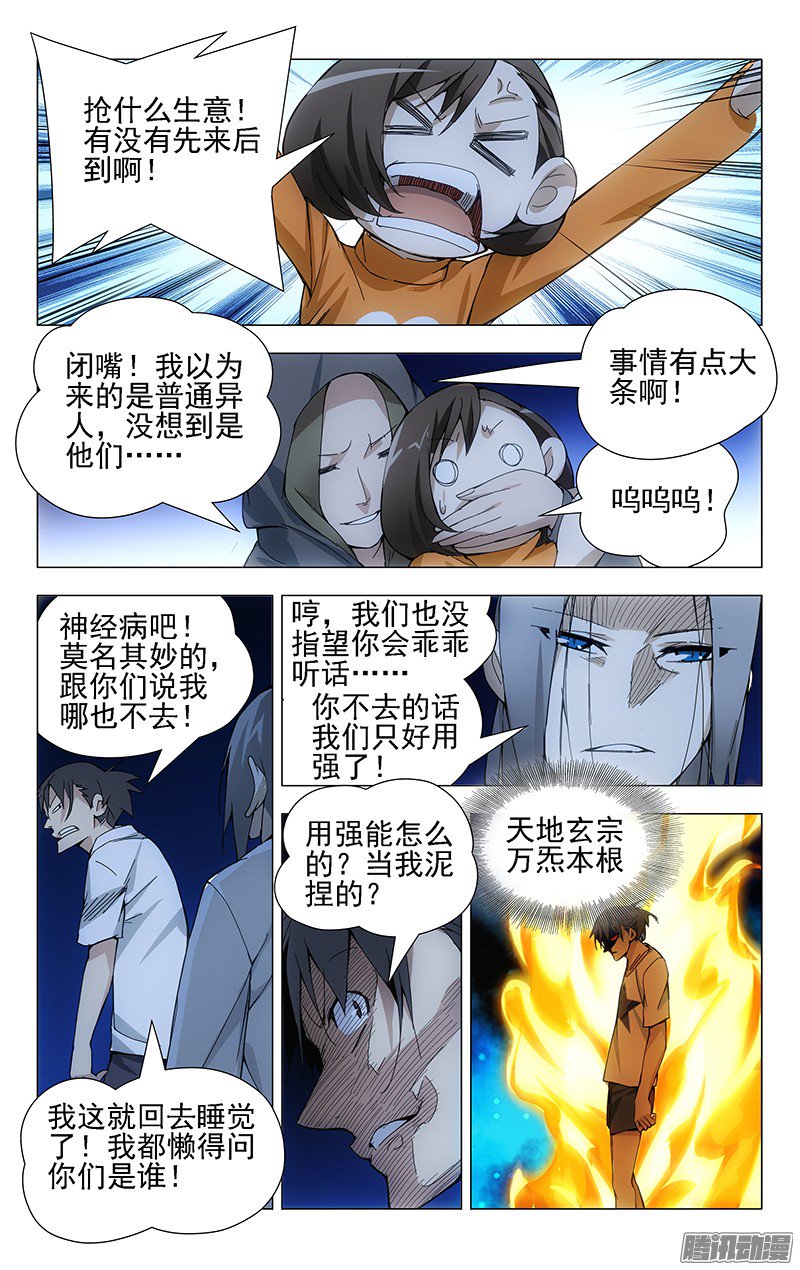 抢什么生意！
有没有先来后
到啊！
闭嘴！我以为
来的是普通异
人，没想到是
他们……
事情有点大
条啊！
呜呜呜！
神经病吧！
莫名其妙的，
跟你们说我
哪也不去！
哼，我们也没
指望你会乖乖
听话……
你不去的话
我们只好用
强了！
我这就回去睡觉
了！我都懒得问
你们是谁！
用强能怎么
的？当我泥
捏的？
天地玄宗
万炁本根
腾讯动漫